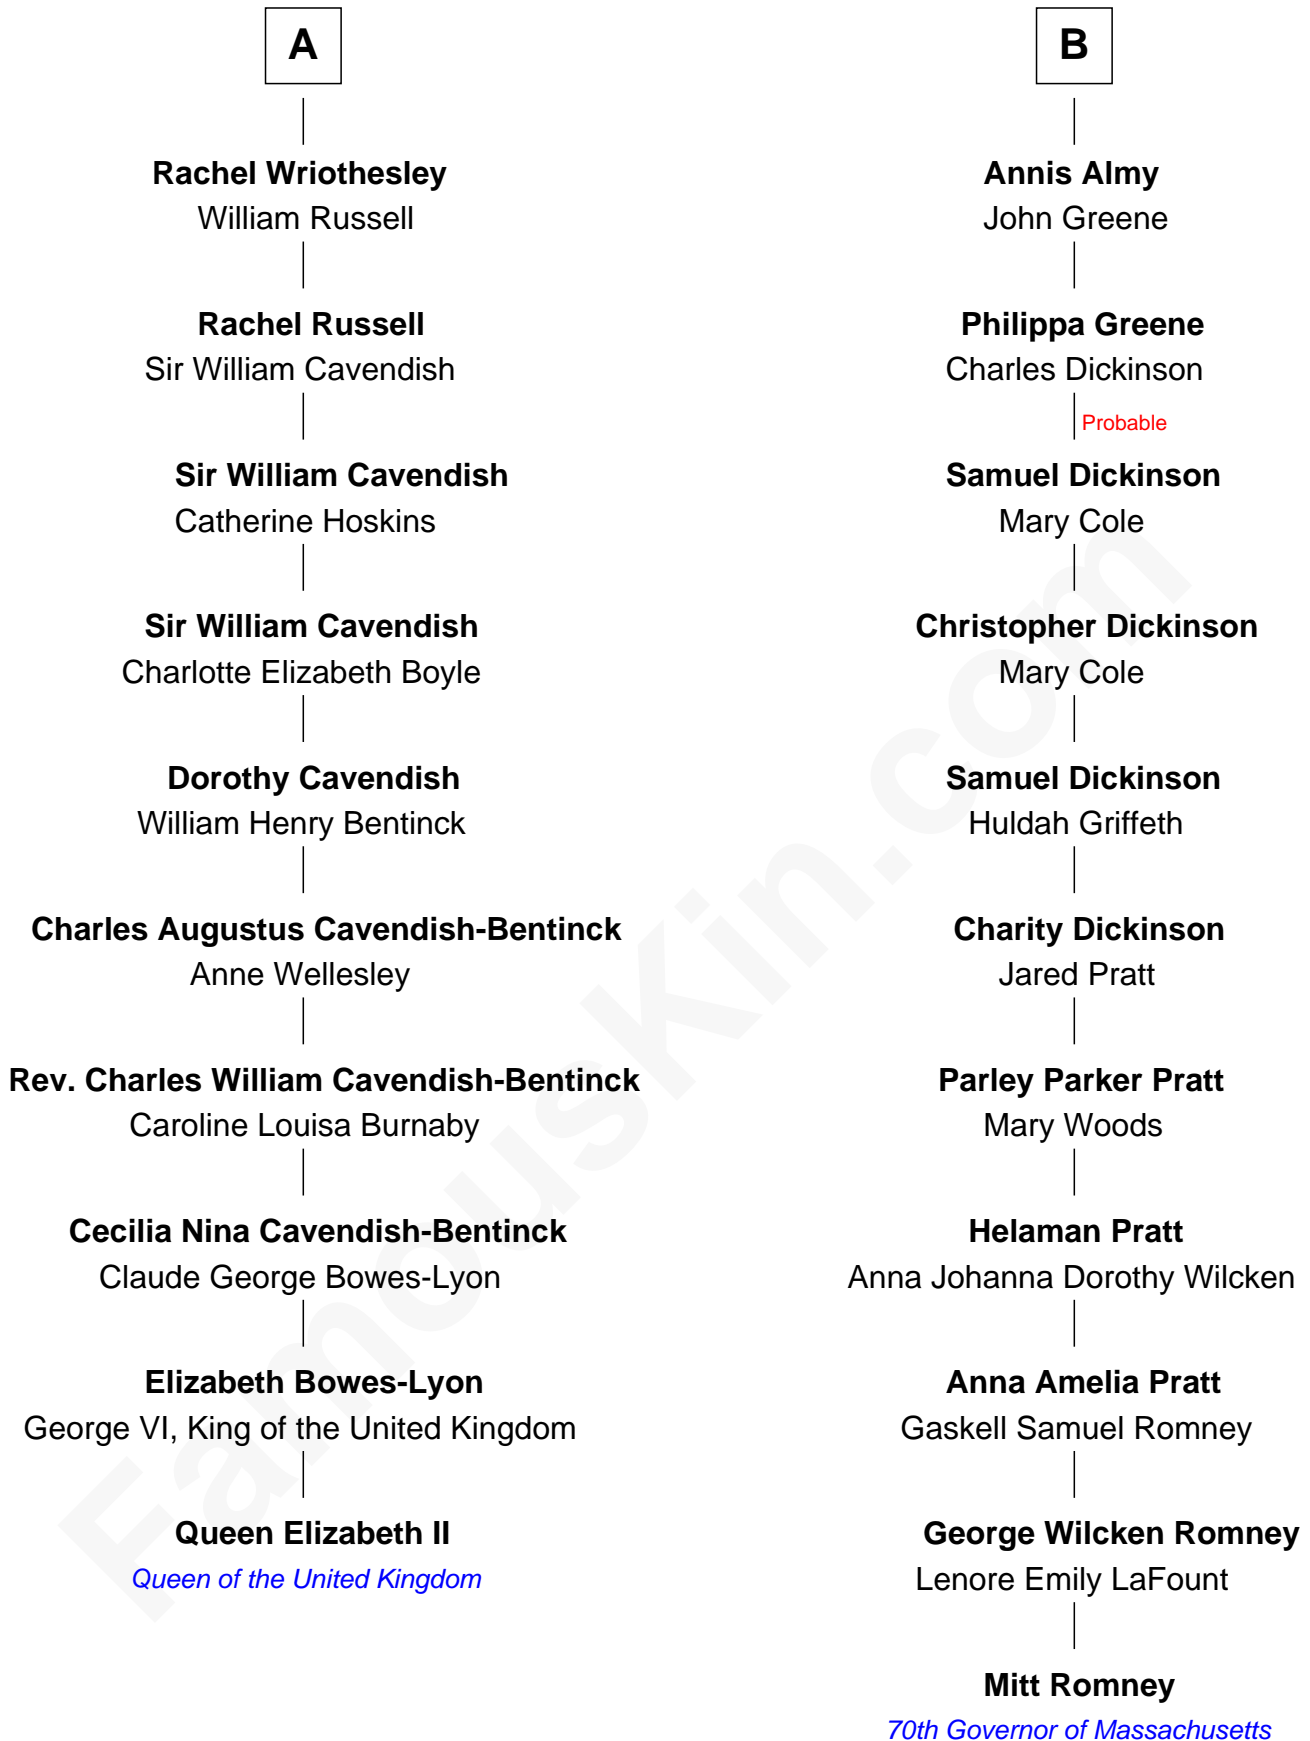 A
Rachel Wriothesley
William Russell
Rachel Russell
Sir William Cavendish
Sir William Cavendish
Catherine Hoskins
Sir William Cavendish
Charlotte Elizabeth Boyle
Dorothy Cavendish
William Henry Bentinck
Charles Augustus Cavendish-Bentinck
Anne Wellesley
Rev. Charles William Cavendish-Bentinck
Caroline Louisa Burnaby
Cecilia Nina Cavendish-Bentinck
Claude George Bowes-Lyon
Elizabeth Bowes-Lyon
George VI, King of the United Kingdom
Queen Elizabeth II
Queen of the United Kingdom
B
Annis Almy
John Greene
Philippa Greene
Charles Dickinson
Probable
Samuel Dickinson
Mary Cole
Christopher Dickinson
Mary Cole
Samuel Dickinson
Huldah Griffeth
Charity Dickinson
Jared Pratt
Parley Parker Pratt
Mary Woods
Helaman Pratt
Anna Johanna Dorothy Wilcken
Anna Amelia Pratt
Gaskell Samuel Romney
George Wilcken Romney
Lenore Emily LaFount
Mitt Romney
70th Governor of Massachusetts
FamousKin.com